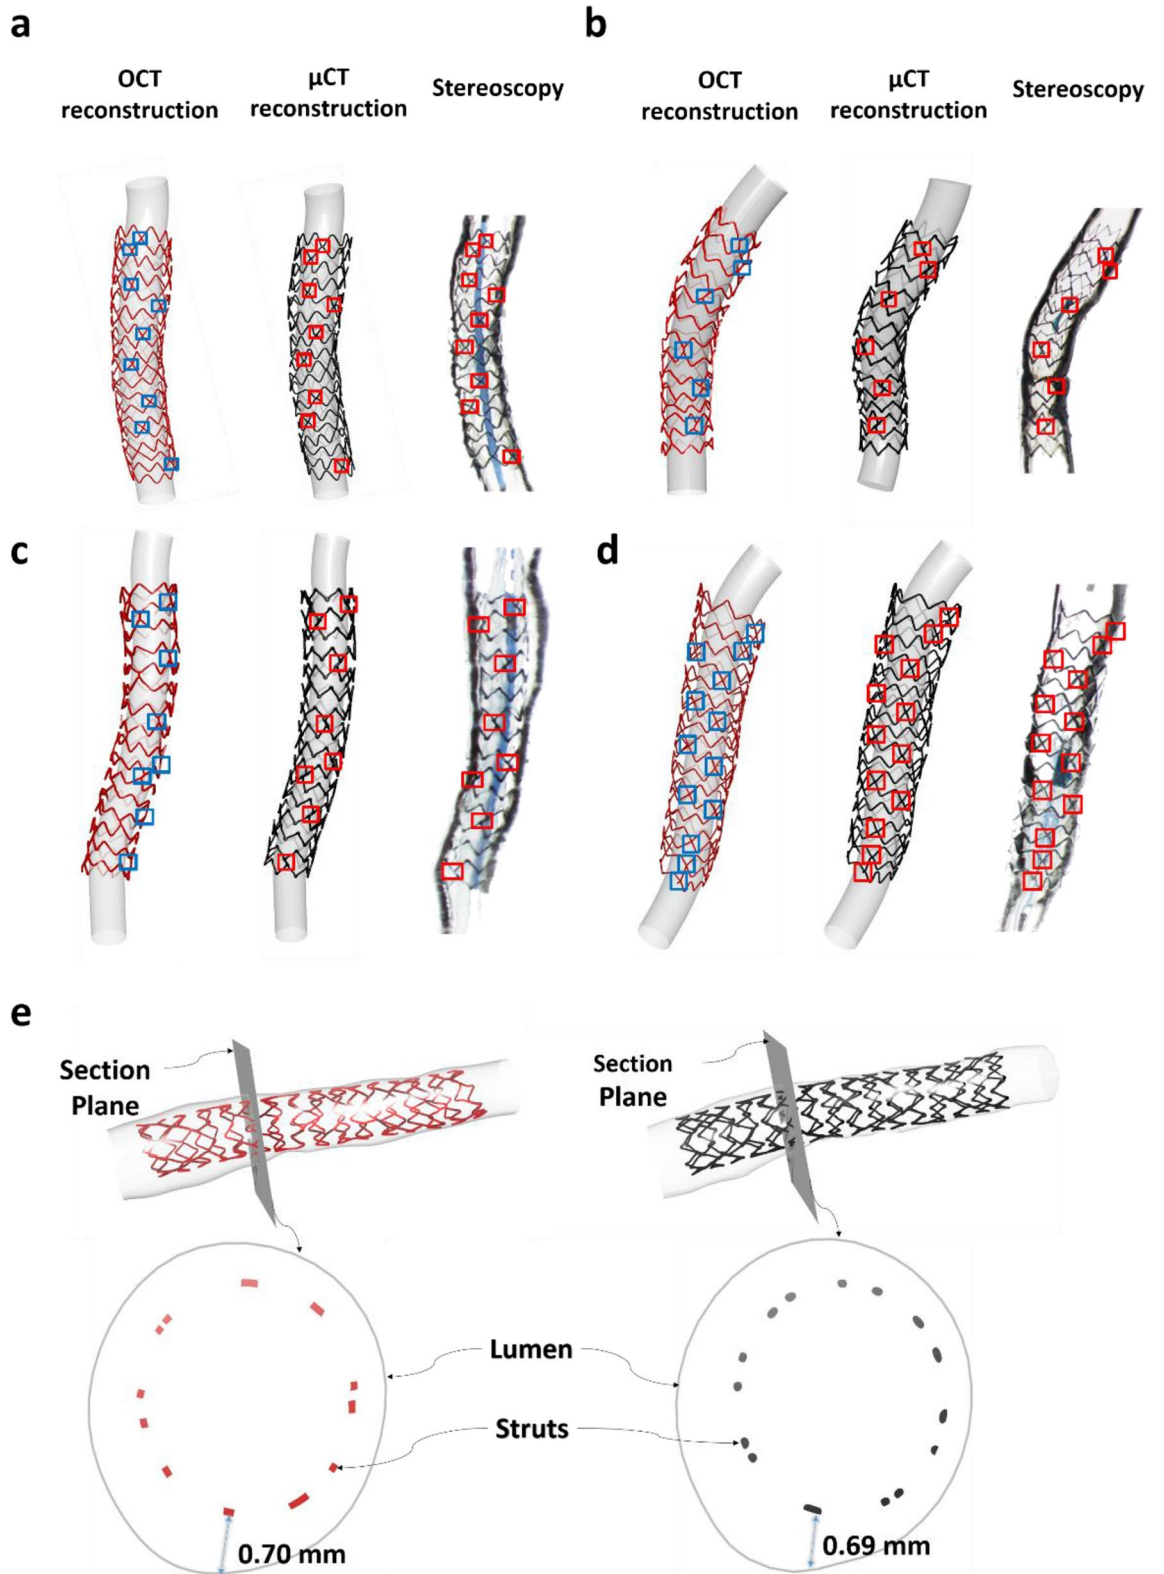 a
b
OCT
reconstruction
μCT
reconstruction
Stereoscopy
OCT
reconstruction
μCT
reconstruction
Stereoscopy
c
d
e
Section
Plane
Section
Plane
Lumen
Struts
0.70 mm
0.69 mm